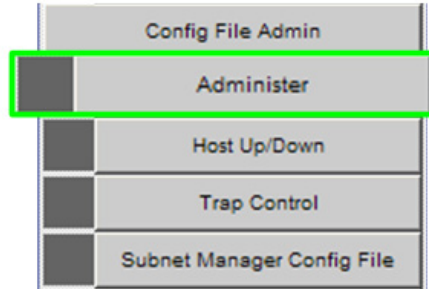 Config File Admin
Administer
Host Up/Down
Trap Control
Subnet Manager Config File